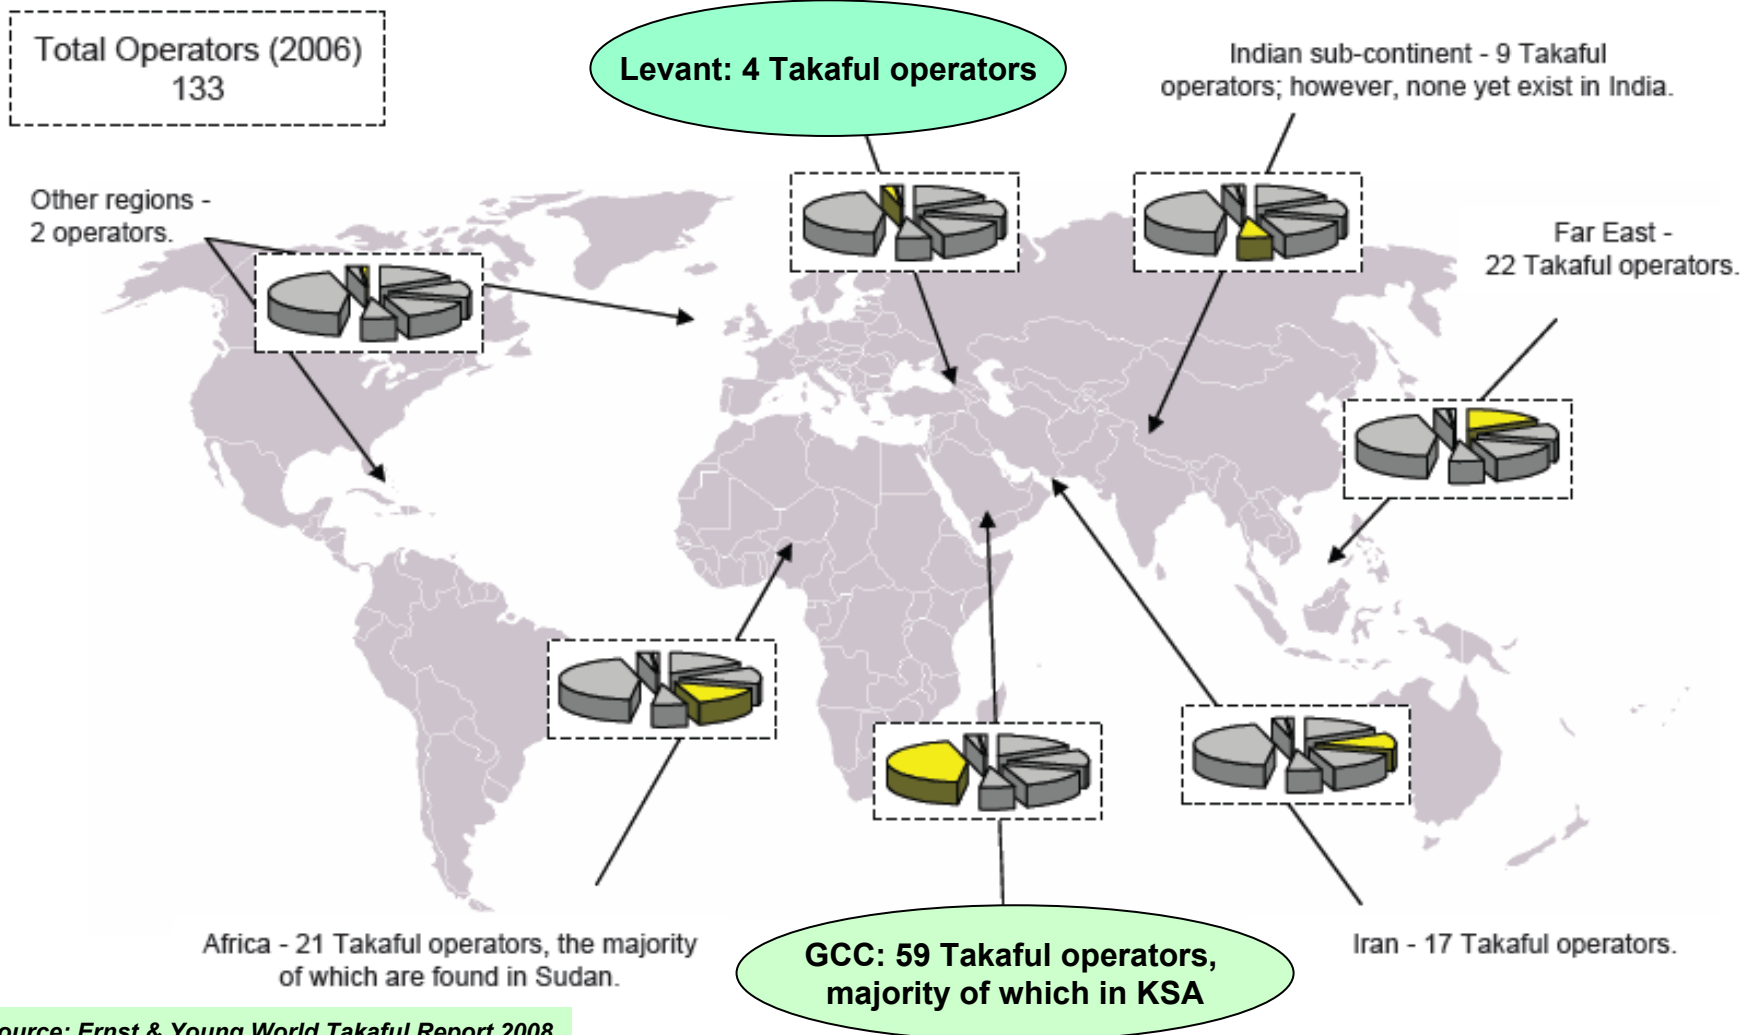 Total Operators (2006)
133
Levant: 4 Takaful operators
Indian sub-continent - 9 Takaful
operators; however, none yet exist in India.
Other regions -
2 operators.
Far East -
22 Takaful operators.
Africa - 21 Takaful operators, the majority
of which are found in Sudan.
GCC: 59 Takaful operators,
majority of which in KSA
Iran - 17 Takaful operators.
ource: Ernst & Young World Takaful Report 2008